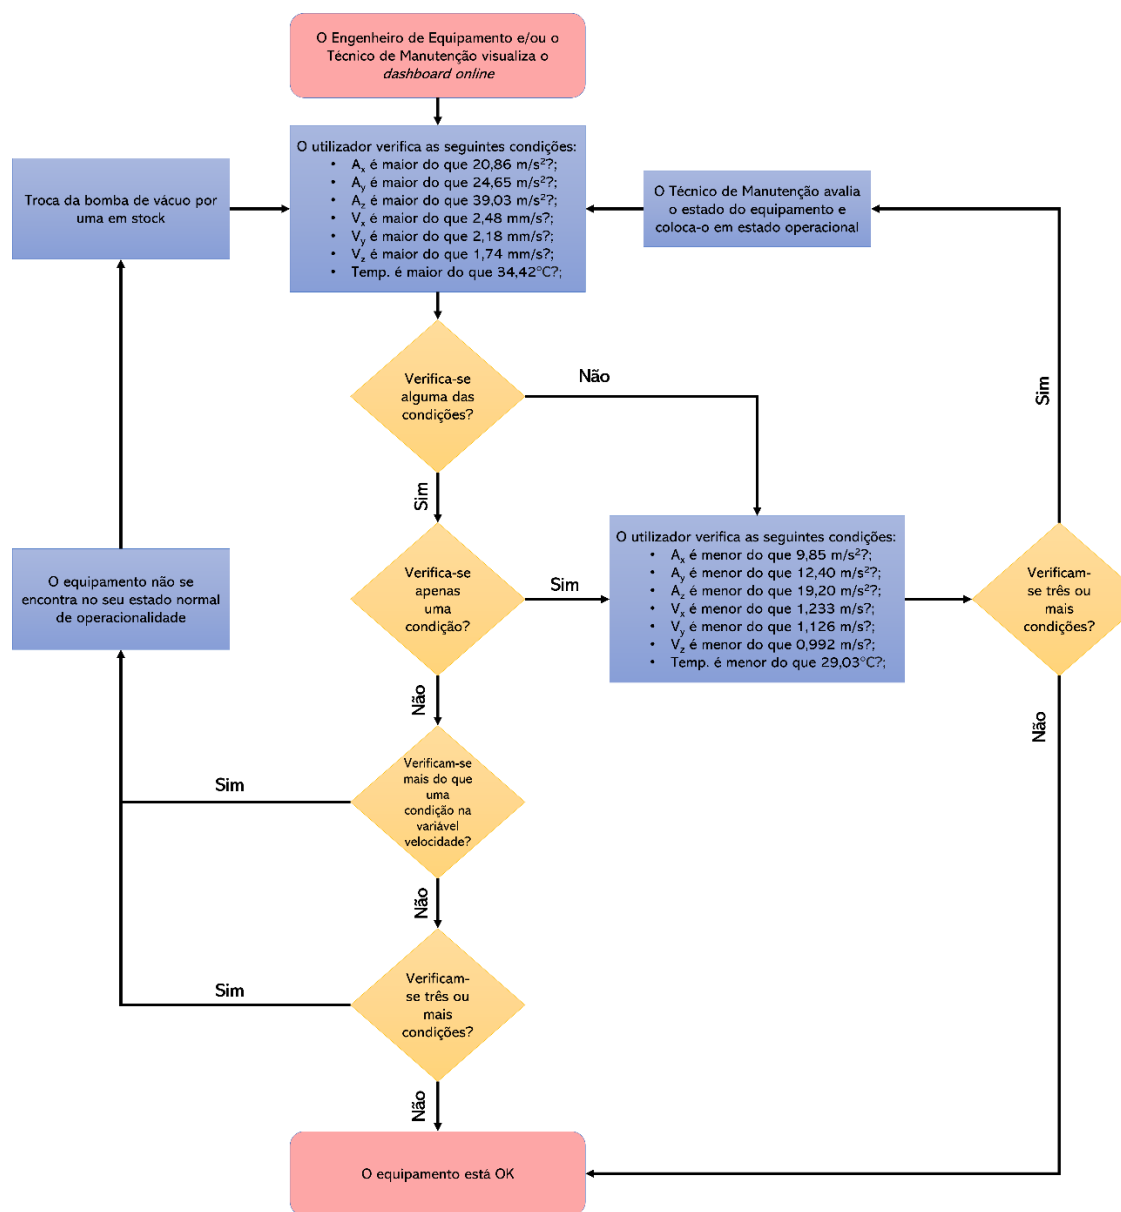 O Engenheiro de Equipamento e/ou o
Técnico de Manutenção visualiza o
dashboard online
O utilizador verifica as seguintes condições:
• Aₓ é maior do que 20,86 m/s²?;
• Aᵧ é maior do que 24,65 m/s²?;
• A_z é maior do que 39,03 m/s²?;
• Vₓ é maior do que 2,48 mm/s?;
• Vᵧ é maior do que 2,18 mm/s?;
• V_z é maior do que 1,74 mm/s?;
• Temp. é maior do que 34,42°C?;
Troca da bomba de vácuo por
uma em stock
O Técnico de Manutenção avalia
o estado do equipamento e
coloca-o em estado operacional
Verifica-se
alguma das
condições?
Não
Sim
Sim
Verifica-se
apenas
uma
condição?
Sim
O utilizador verifica as seguintes condições:
• Aₓ é menor do que 9,85 m/s²?;
• Aᵧ é menor do que 12,40 m/s²?;
• A_z é menor do que 19,20 m/s²?;
• Vₓ é menor do que 1,233 m/s?;
• Vᵧ é menor do que 1,126 m/s?;
• V_z é menor do que 0,992 m/s?;
• Temp. é menor do que 29,03°C?;
Verificam-
se três ou
mais
condições?
O equipamento não se
encontra no seu estado normal
de operacionalidade
Não
Não
Verificam-se
mais do que
uma
condição na
variável
velocidade?
Sim
Não
Verificam-
se três ou
mais
condições?
Sim
Não
O equipamento está OK